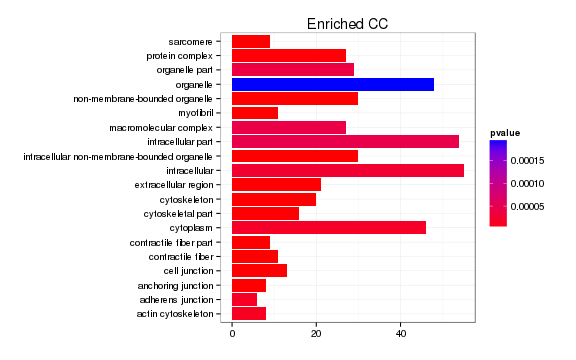 Enriched CC
sarcomere
protein complex
organelle part
organelle
non-membrane-bounded organelle
myofibril
macromolecular complex
intracellular part
intracellular non-membrane-bounded organelle
intracellular
extracellular region
cytoskeleton
cytoskeletal part
cytoplasm
contractile fiber part
contractile fiber
cell junction
anchoring junction
adherens junction
actin cytoskeleton
0 20 40
pvalue
0.00015
0.00010
0.00005